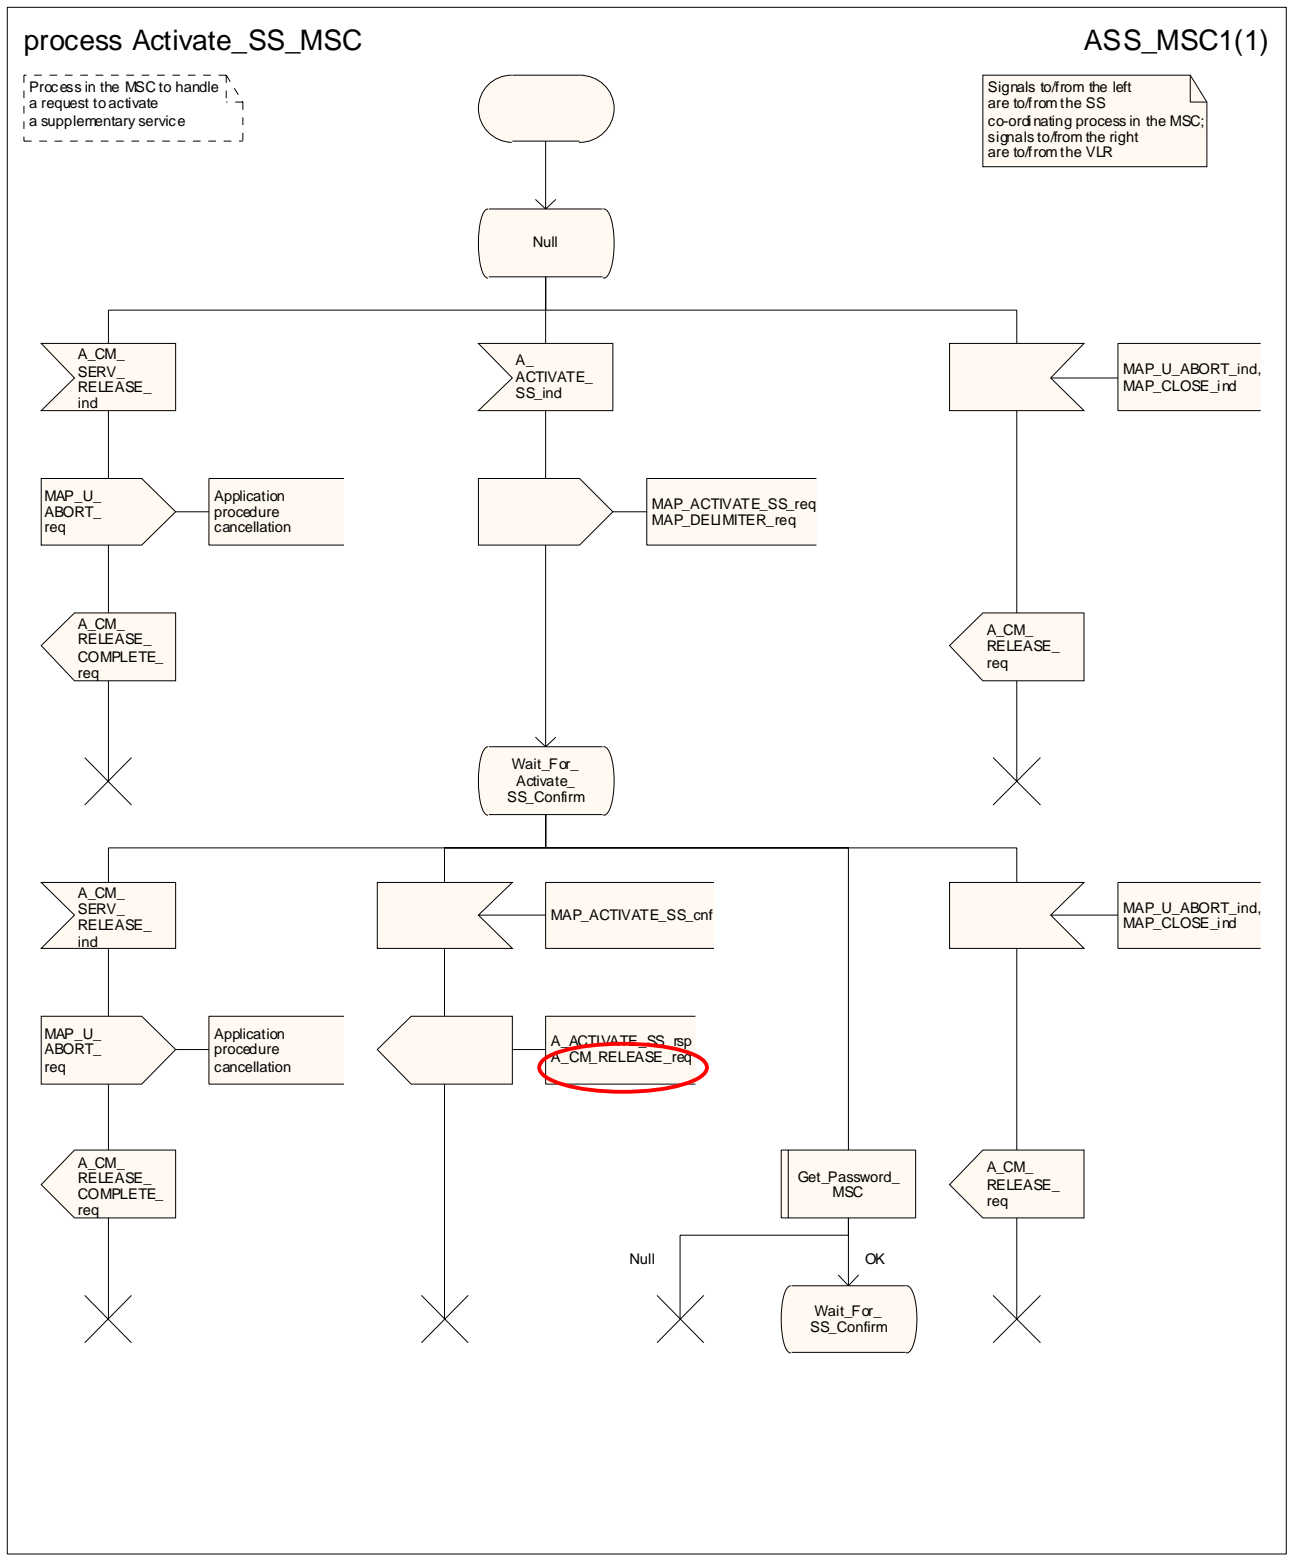 process Activate_SS_MSC
ASS_MSC1(1)
Process in the MSC to handle
a request to activate
a supplementary service
Signals to/from the left
are to/from the SS
co-ordinating process in the MSC;
signals to/from the right
are to/from the VLR
Null
A_CM_
SERV_
RELEASE_
ind
A_
ACTIVATE_
SS_ind
MAP_U_ABORT_ind,
MAP_CLOSE_ind
MAP_U_
ABORT_
req
Application
procedure
cancellation
MAP_ACTIVATE_SS_req
MAP_DELIMITER_req
A_CM_
RELEASE_
COMPLETE_
req
A_CM_
RELEASE_
req
Wait_For_
Activate_
SS_Confirm
A_CM_
SERV_
RELEASE_
ind
MAP_ACTIVATE_SS_cnf
MAP_U_ABORT_ind,
MAP_CLOSE_ind
MAP_U_
ABORT_
req
Application
procedure
cancellation
A_ACTIVATE_SS_rsp
A_CM_RELEASE_req
A_CM_
RELEASE_
COMPLETE_
req
Get_Password_
MSC
A_CM_
RELEASE_
req
Null
OK
Wait_For_
SS_Confirm